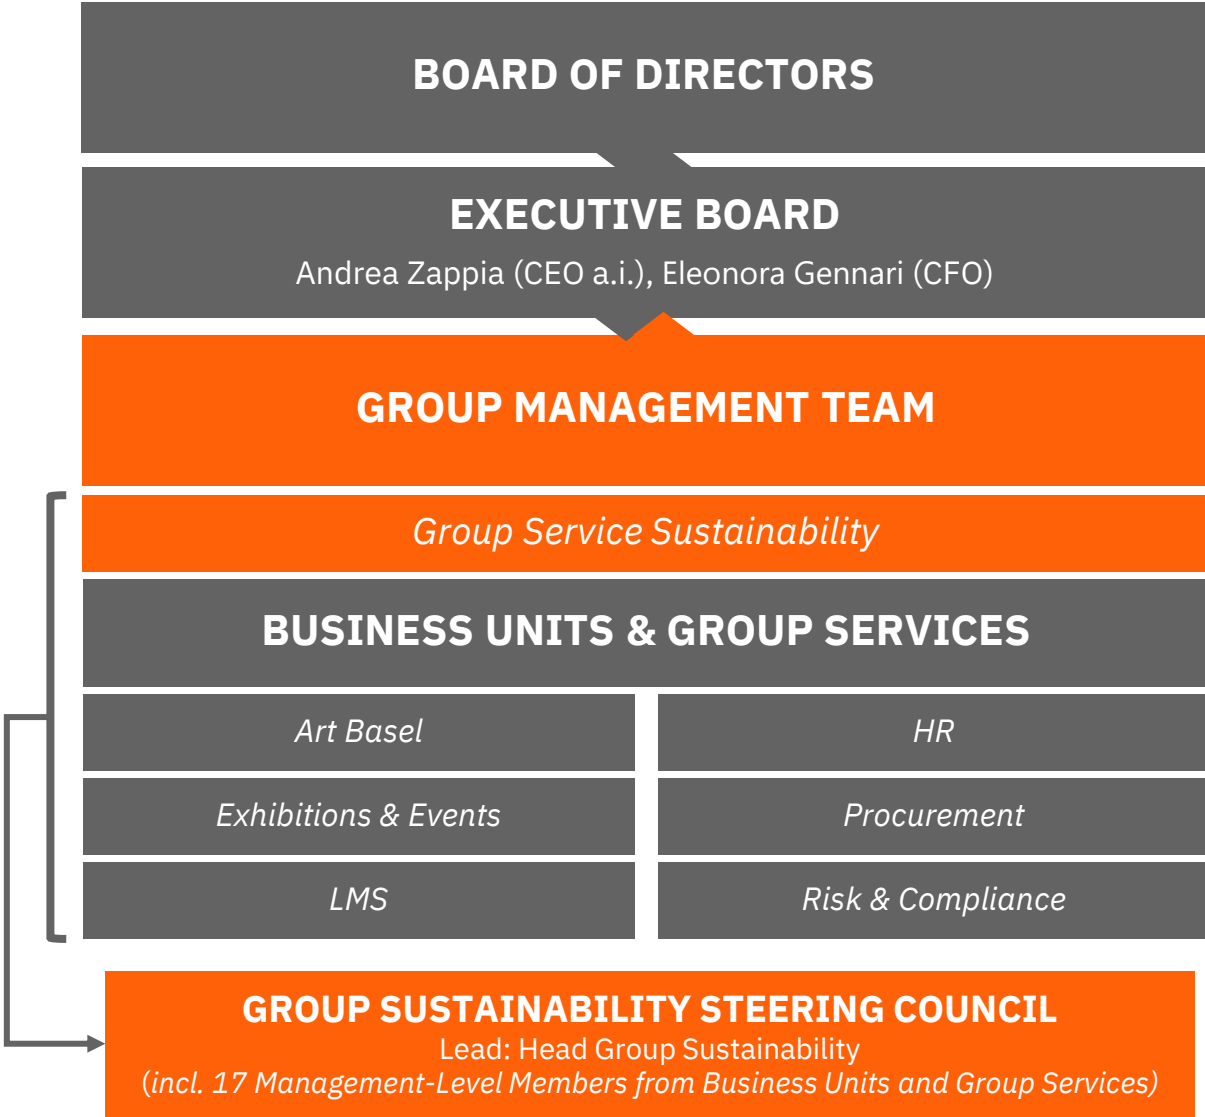 BOARD OF DIRECTORS
EXECUTIVE BOARD
Andrea Zappia (CEO a.i.), Eleonora Gennari (CFO)
GROUP MANAGEMENT TEAM
Group Service Sustainability
BUSINESS UNITS & GROUP SERVICES
Art Basel
HR
Exhibitions & Events
Procurement
LMS
Risk & Compliance
GROUP SUSTAINABILITY STEERING COUNCIL
Lead: Head Group Sustainability
(incl. 17 Management-Level Members from Business Units and Group Services)